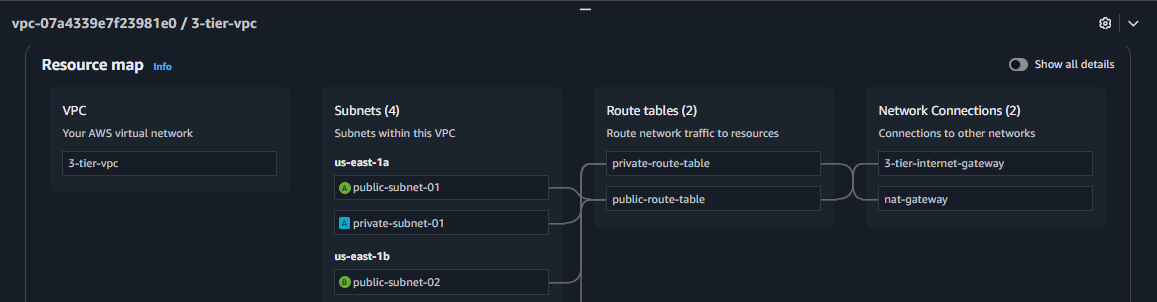 vpc-07a4339e7f23981e0 / 3-tier-vpc
Resource map Info
Show all details
VPC
Your AWS virtual network
3-tier-vpc
Subnets (4)
Subnets within this VPC
us-east-1a
A public-subnet-01
A private-subnet-01
us-east-1b
B public-subnet-02
Route tables (2)
Route network traffic to resources
private-route-table
public-route-table
Network Connections (2)
Connections to other networks
3-tier-internet-gateway
nat-gateway